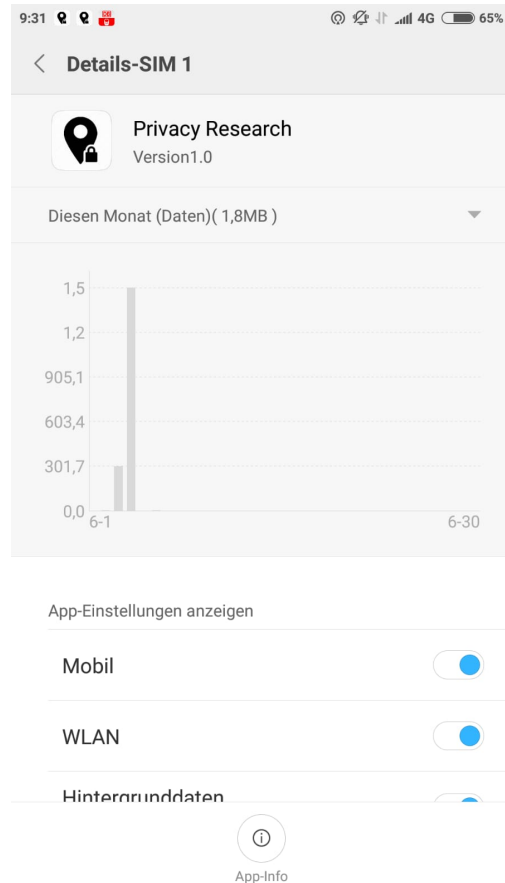 9:31 4G 65%
Details-SIM 1
Privacy Research
Version1.0
Diesen Monat (Daten)( 1,8MB )
1,5
1,2
905,1
603,4
301,7
0,0
6-1 6-30
App-Einstellungen anzeigen
Mobil
WLAN
Hintergrunddaten
App-Info